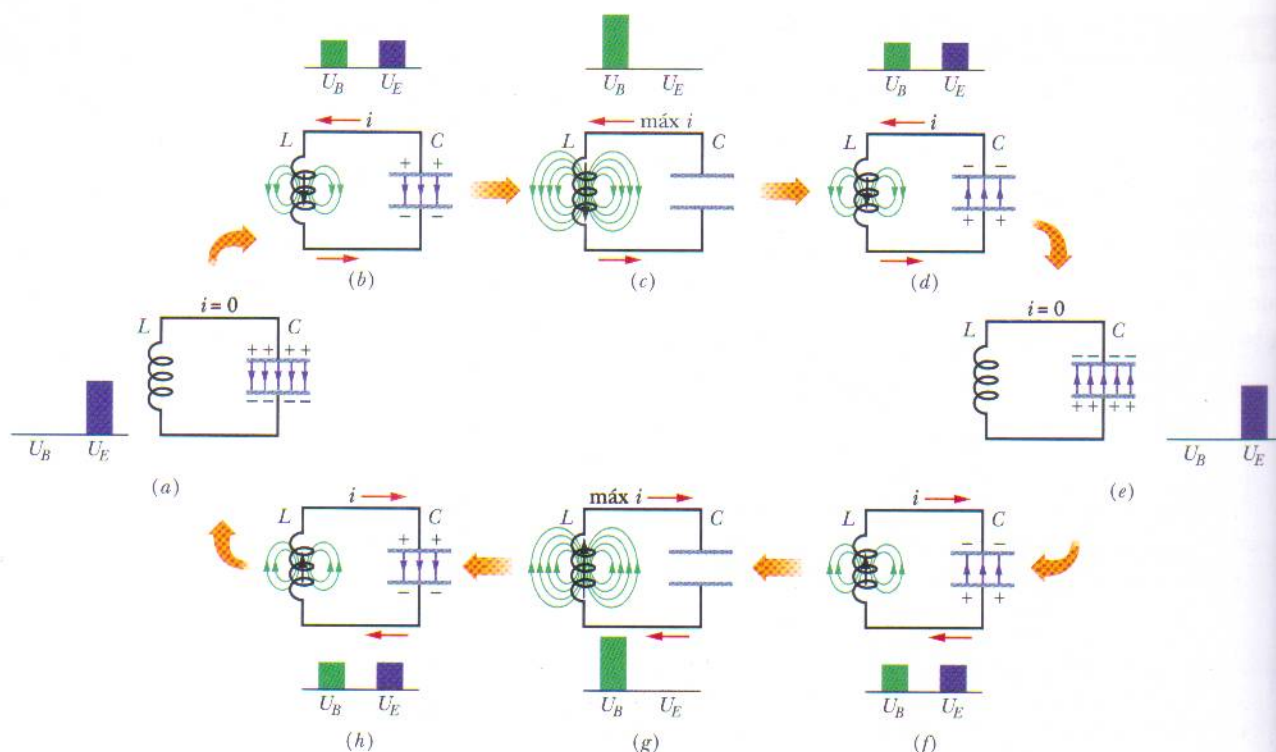 U_B U_E
i
L C
+ +
− −
(b)
U_B U_E
máx i
L C
(c)
U_B U_E
i
L C
− −
+ +
(d)
i = 0
L C
+ + + +
− − − −
U_B U_E
(a)
i = 0
L C
− − − − −
+ + + +
U_B U_E
(e)
i
L C
+ +
− −
U_B U_E
(h)
máx i
L C
U_B U_E
(g)
i
L C
− −
+ +
U_B U_E
(f)